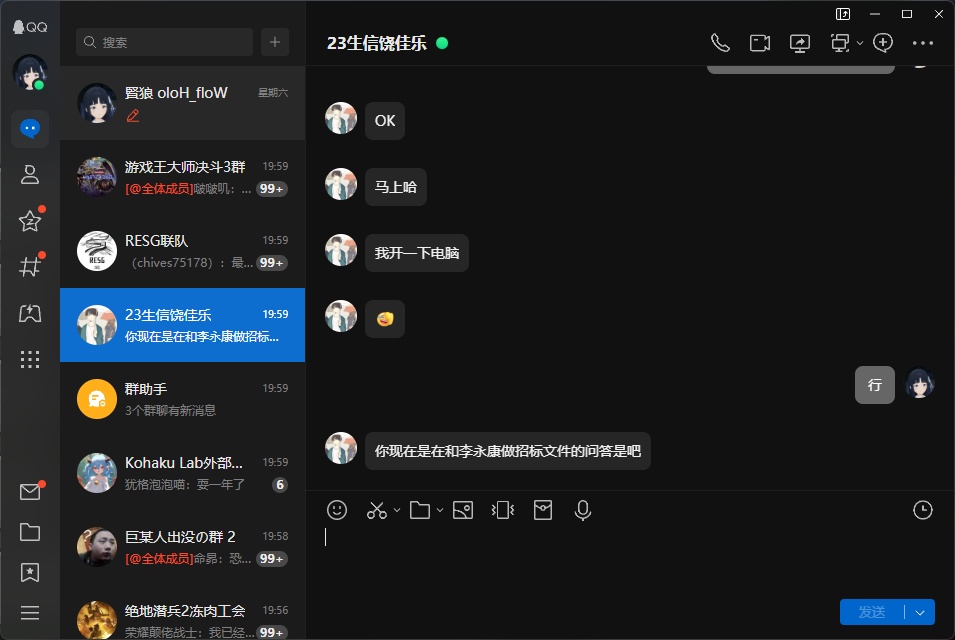 QQ
搜索
賢狼 oloH_floW
星期六
游戏王大师决斗3群
19:59
[@全体成员]啵啵叽：...
99+
RESG联队
19:59
（chives75178）：最...
99+
RESG
23生信饶佳乐
19:59
你现在是在和李永康做招标...
群助手
19:59
3个群聊有新消息
Kohaku Lab外部...
19:59
犹格泡泡喵：耍一年了
6
巨某人出没の群 2
19:58
[@全体成员]命昴：恐...
99+
绝地潜兵2冻肉工会
19:56
荣耀颠佬战士：我已经...
99+
23生信饶佳乐
OK
马上哈
我开一下电脑
行
你现在是在和李永康做招标文件的问答是吧
发送